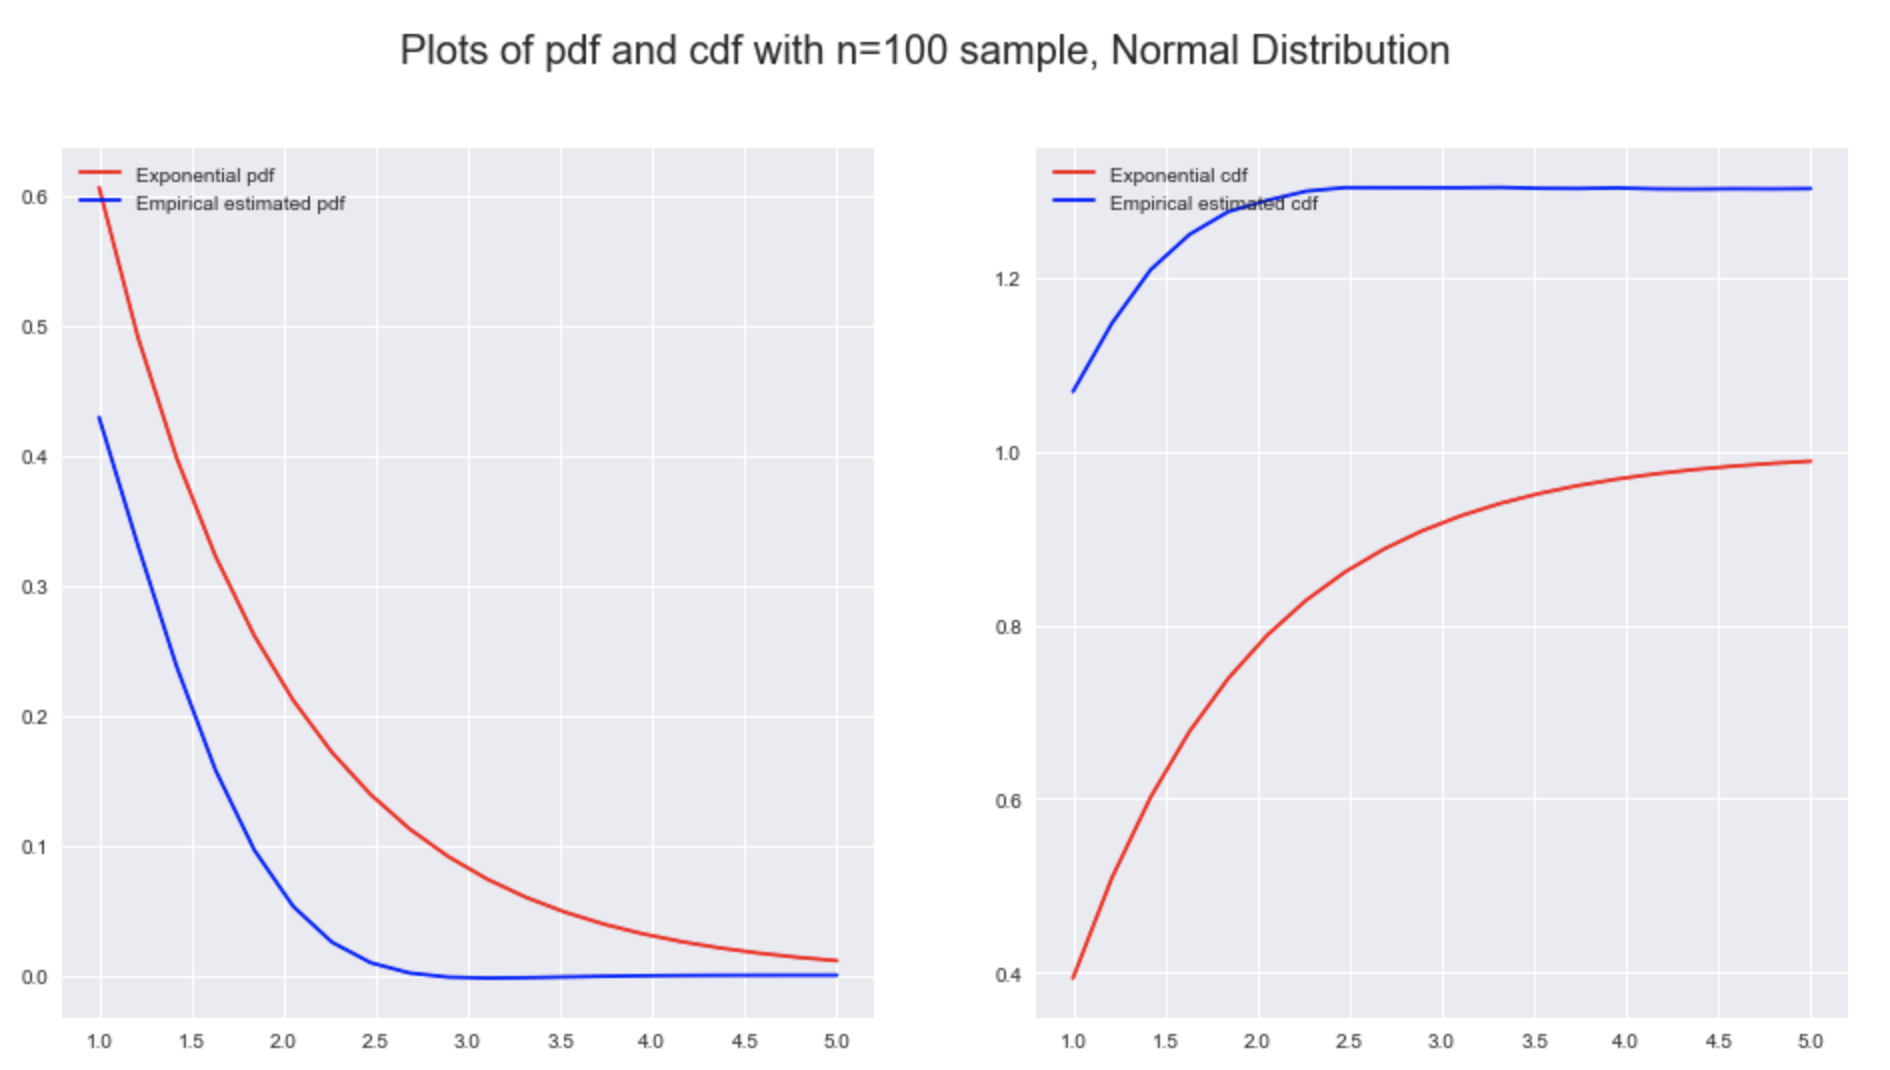 Plots of pdf and cdf with n=100 sample, Normal Distribution
Exponential pdf
Empirical estimated pdf
0.6
0.5
0.4
0.3
0.2
0.1
0.0
1.0 1.5 2.0 2.5 3.0 3.5 4.0 4.5 5.0
Exponential cdf
Empirical estimated cdf
1.2
1.0
0.8
0.6
0.4
1.0 1.5 2.0 2.5 3.0 3.5 4.0 4.5 5.0